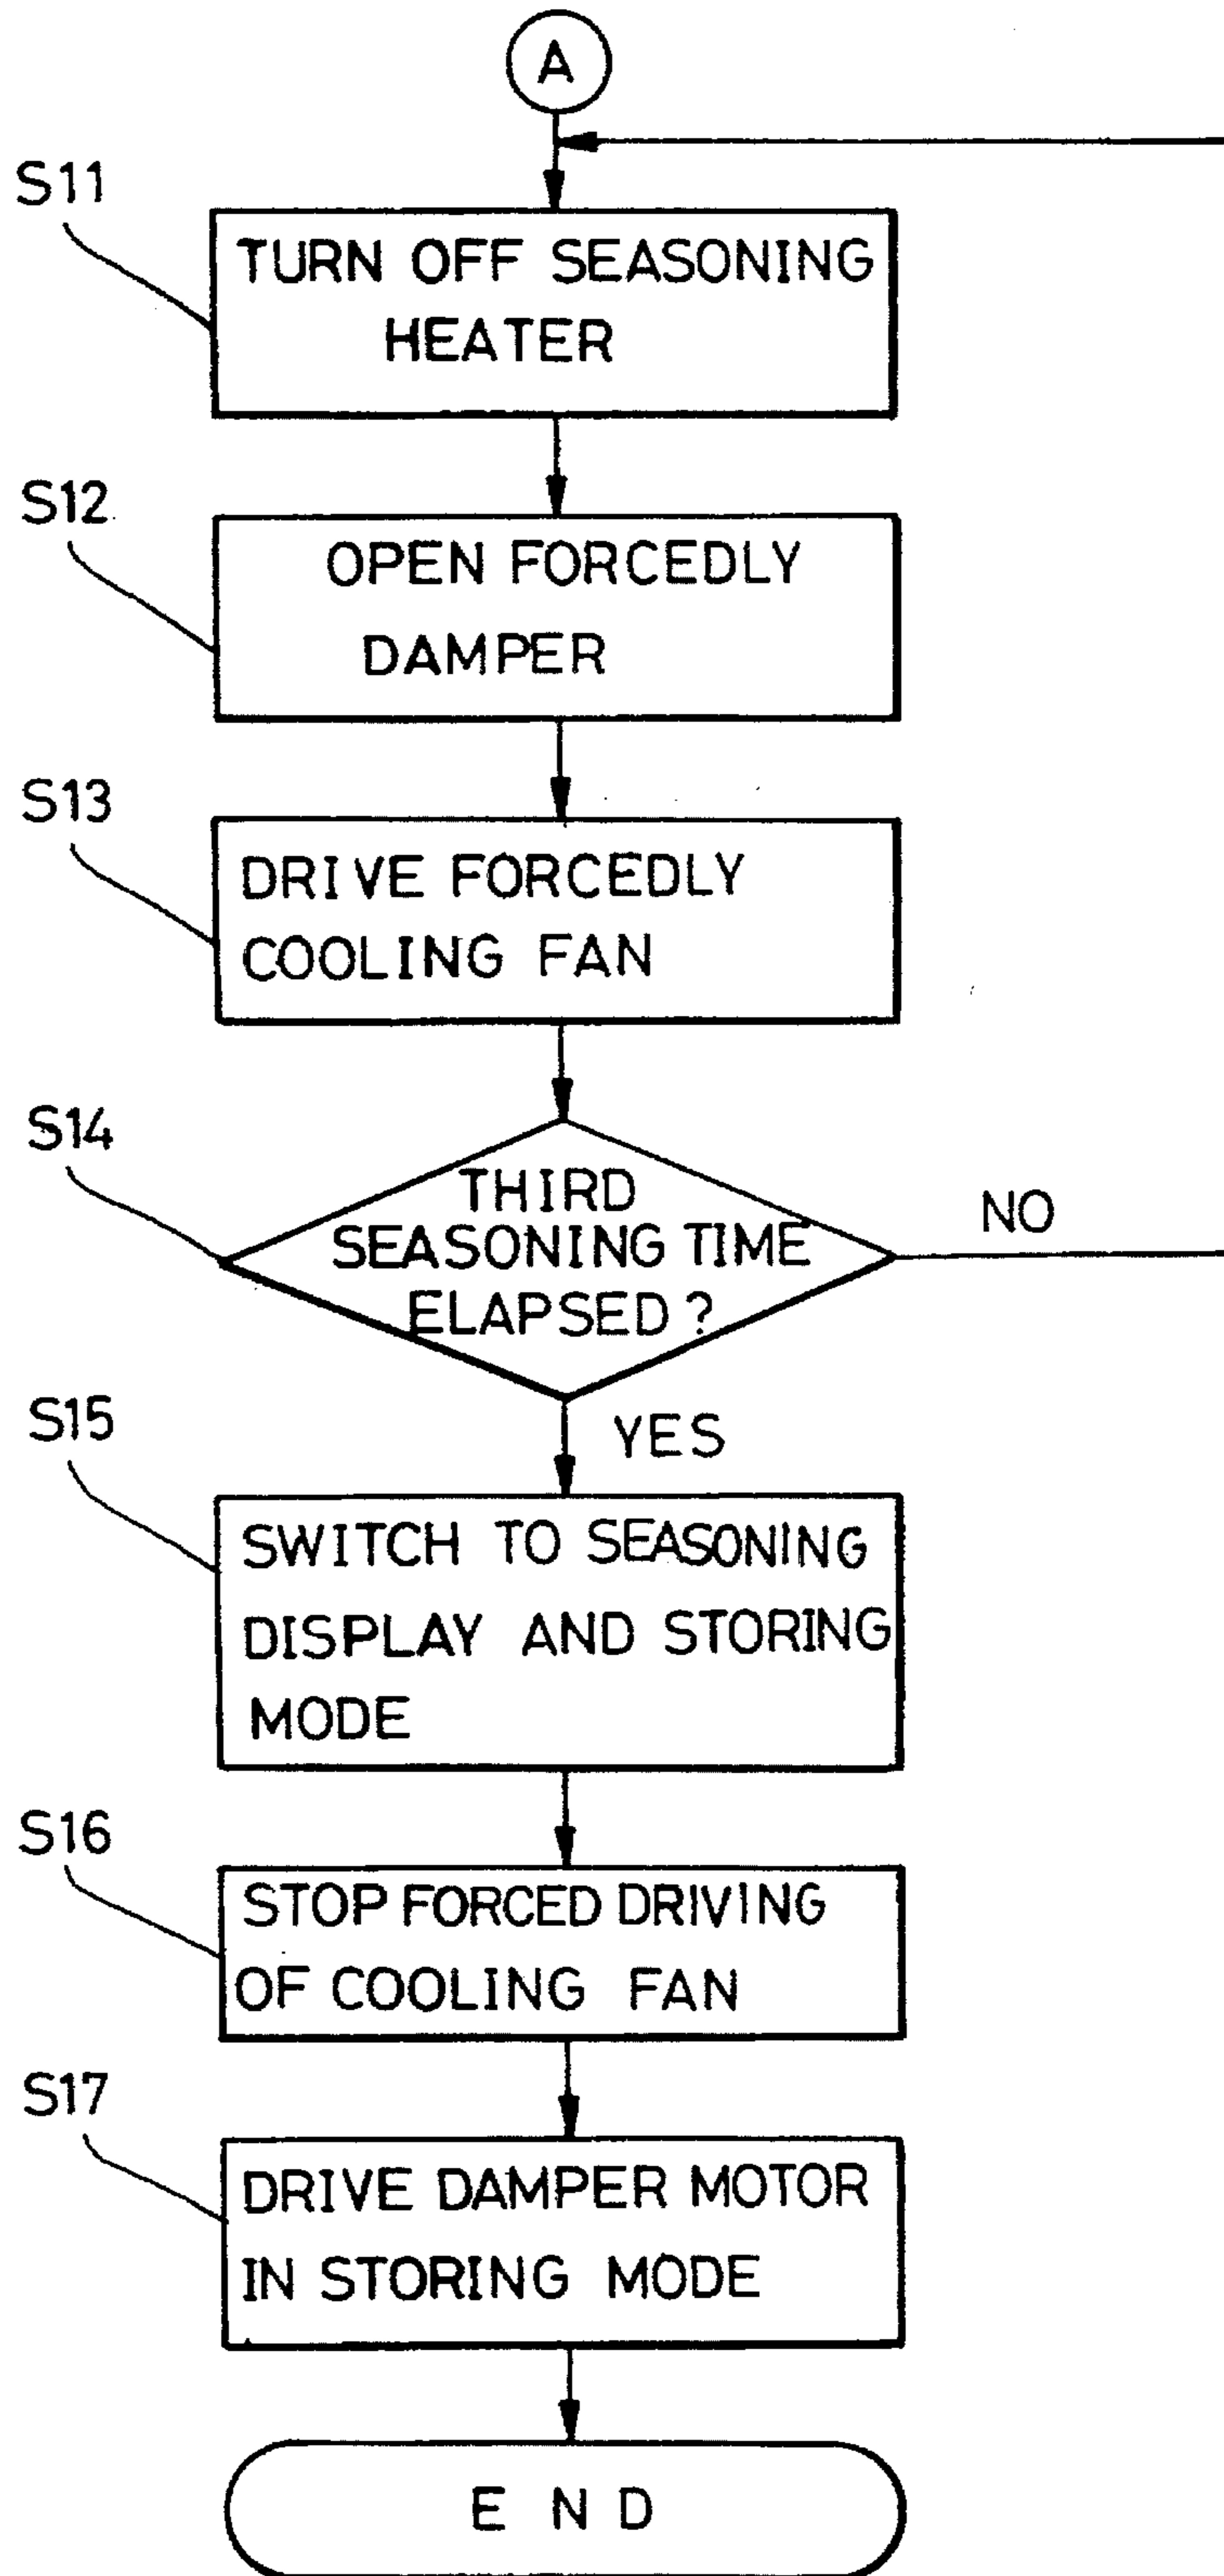 A
S11
TURN OFF SEASONING
HEATER
S12
OPEN FORCEDLY
DAMPER
S13
DRIVE FORCEDLY
COOLING FAN
S14
THIRD
SEASONING TIME
ELAPSED?
NO
YES
S15
SWITCH TO SEASONING
DISPLAY AND STORING
MODE
S16
STOP FORCED DRIVING
OF COOLING FAN
S17
DRIVE DAMPER MOTOR
IN STORING MODE
END